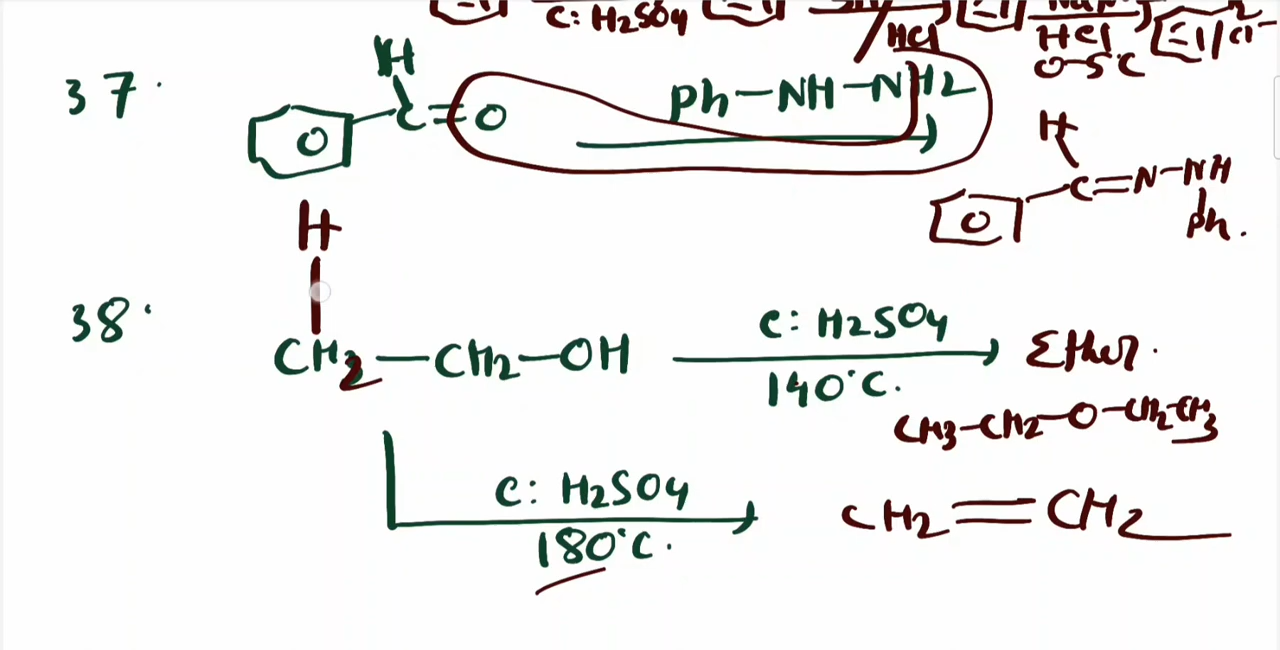 C: H2SO4
HCl
HCl
0-5°C
Cl-
37.
H
C=O
Ph-NH-NH2
H
C=N-NH
Ph.
H
38.
CH2-CH2-OH
C: H2SO4
140°C.
Ether.
CH3-CH2-O-CH2-CH3
C: H2SO4
180°C.
CH2=CH2